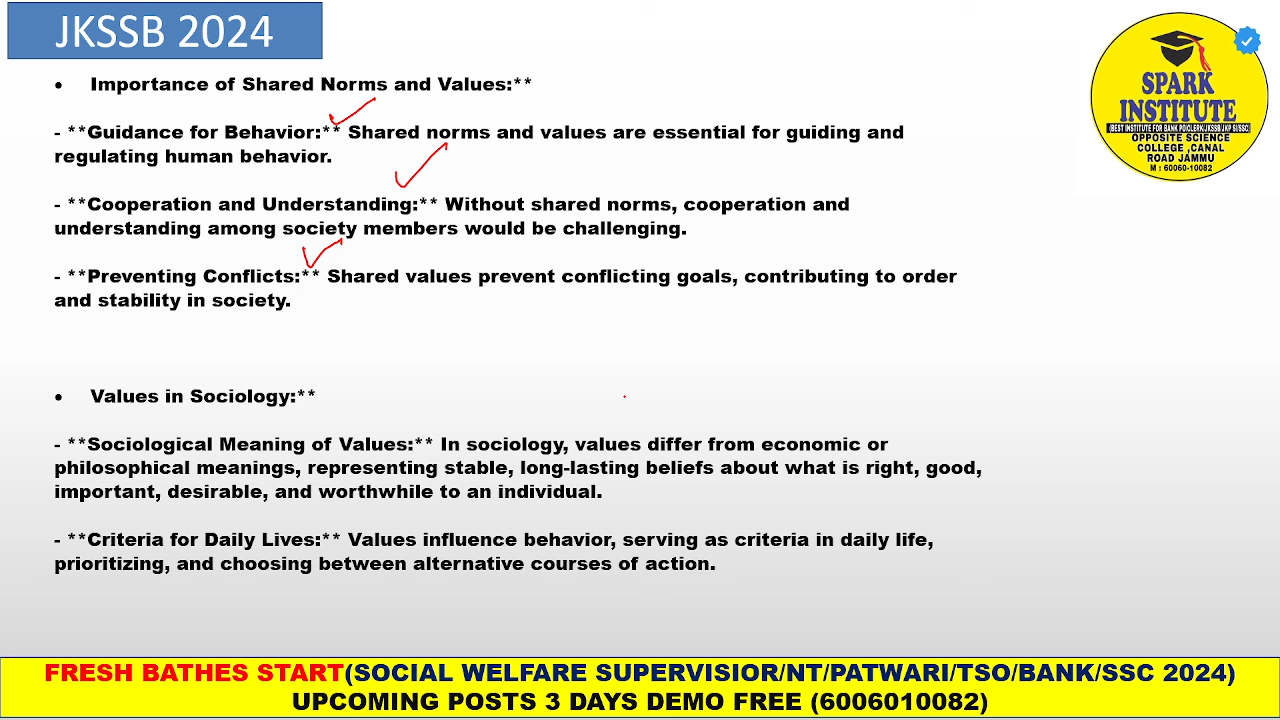 JKSSB 2024
• Importance of Shared Norms and Values:**
- **Guidance for Behavior:** Shared norms and values are essential for guiding and
regulating human behavior.
- **Cooperation and Understanding:** Without shared norms, cooperation and
understanding among society members would be challenging.
- **Preventing Conflicts:** Shared values prevent conflicting goals, contributing to order
and stability in society.
• Values in Sociology:**
- **Sociological Meaning of Values:** In sociology, values differ from economic or
philosophical meanings, representing stable, long-lasting beliefs about what is right, good,
important, desirable, and worthwhile to an individual.
- **Criteria for Daily Lives:** Values influence behavior, serving as criteria in daily life,
prioritizing, and choosing between alternative courses of action.
SPARK
INSTITUTE
(BEST INSTITUTE FOR BANK PO/CLERK/JKSSB/JKP SI/SSC)
OPPOSITE SCIENCE
COLLEGE ,CANAL
ROAD JAMMU
M : 60060-10082
FRESH BATHES START(SOCIAL WELFARE SUPERVISIOR/NT/PATWARI/TSO/BANK/SSC 2024)
UPCOMING POSTS 3 DAYS DEMO FREE (6006010082)